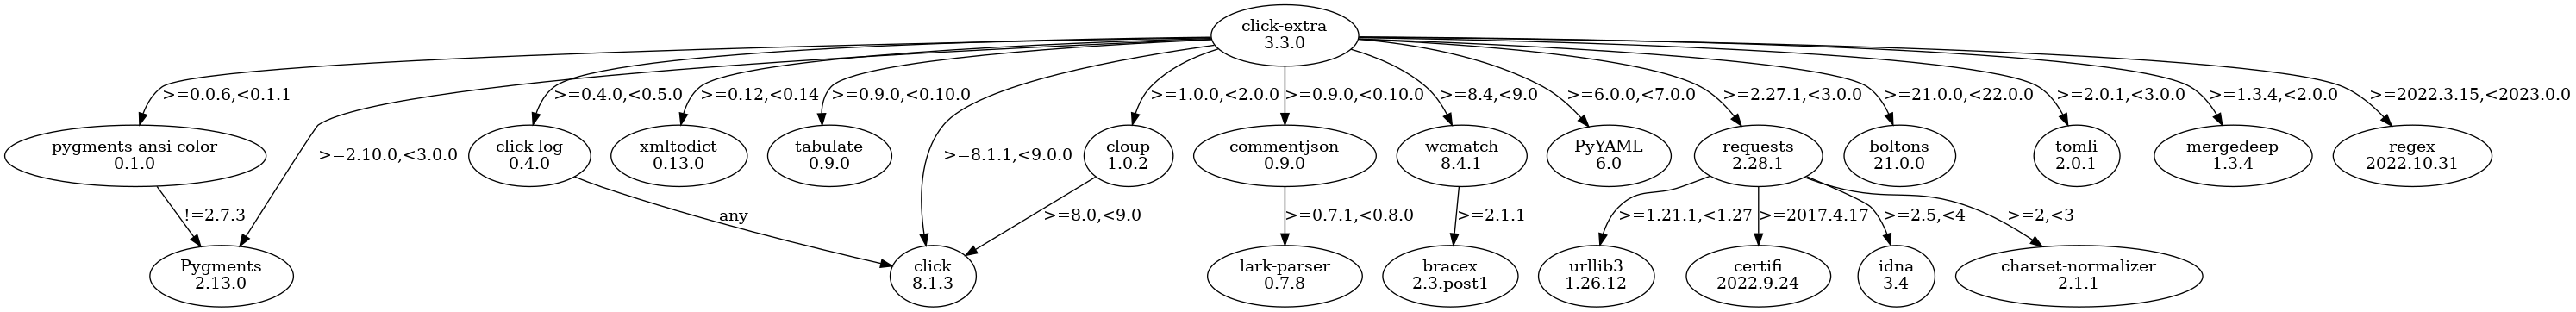 click-extra
3.3.0
>=0.0.6,<0.1.1
>=0.4.0,<0.5.0
>=0.12,<0.14
>=0.9.0,<0.10.0
>=1.0.0,<2.0.0
>=0.9.0,<0.10.0
>=8.4,<9.0
>=6.0.0,<7.0.0
>=2.27.1,<3.0.0
>=21.0.0,<22.0.0
>=2.0.1,<3.0.0
>=1.3.4,<2.0.0
>=2022.3.15,<2023.0.0
pygments-ansi-color
0.1.0
>=2.10.0,<3.0.0
click-log
0.4.0
xmltodict
0.13.0
tabulate
0.9.0
>=8.1.1,<9.0.0
cloup
1.0.2
commentjson
0.9.0
wcmatch
8.4.1
PyYAML
6.0
requests
2.28.1
boltons
21.0.0
tomli
2.0.1
mergedeep
1.3.4
regex
2022.10.31
!=2.7.3
any
>=8.0,<9.0
>=0.7.1,<0.8.0
>=2.1.1
>=1.21.1,<1.27
>=2017.4.17
>=2.5,<4
>=2,<3
Pygments
2.13.0
click
8.1.3
lark-parser
0.7.8
bracex
2.3.post1
urllib3
1.26.12
certifi
2022.9.24
idna
3.4
charset-normalizer
2.1.1